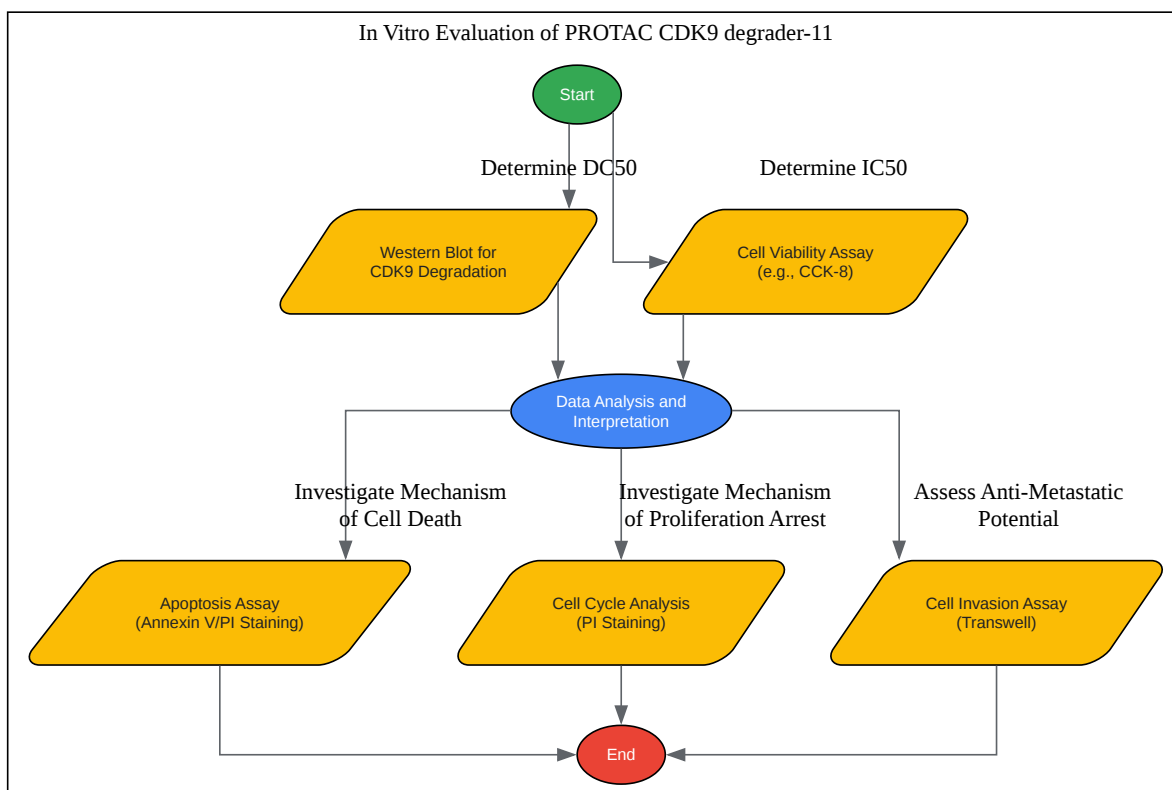 In Vitro Evaluation of PROTAC CDK9 degrader-11
Start
Determine DC50
Determine IC50
Western Blot for
CDK9 Degradation
Cell Viability Assay
(e.g., CCK-8)
Data Analysis and
Interpretation
Investigate Mechanism
of Cell Death
Investigate Mechanism
of Proliferation Arrest
Assess Anti-Metastatic
Potential
Apoptosis Assay
(Annexin V/PI Staining)
Cell Cycle Analysis
(PI Staining)
Cell Invasion Assay
(Transwell)
End